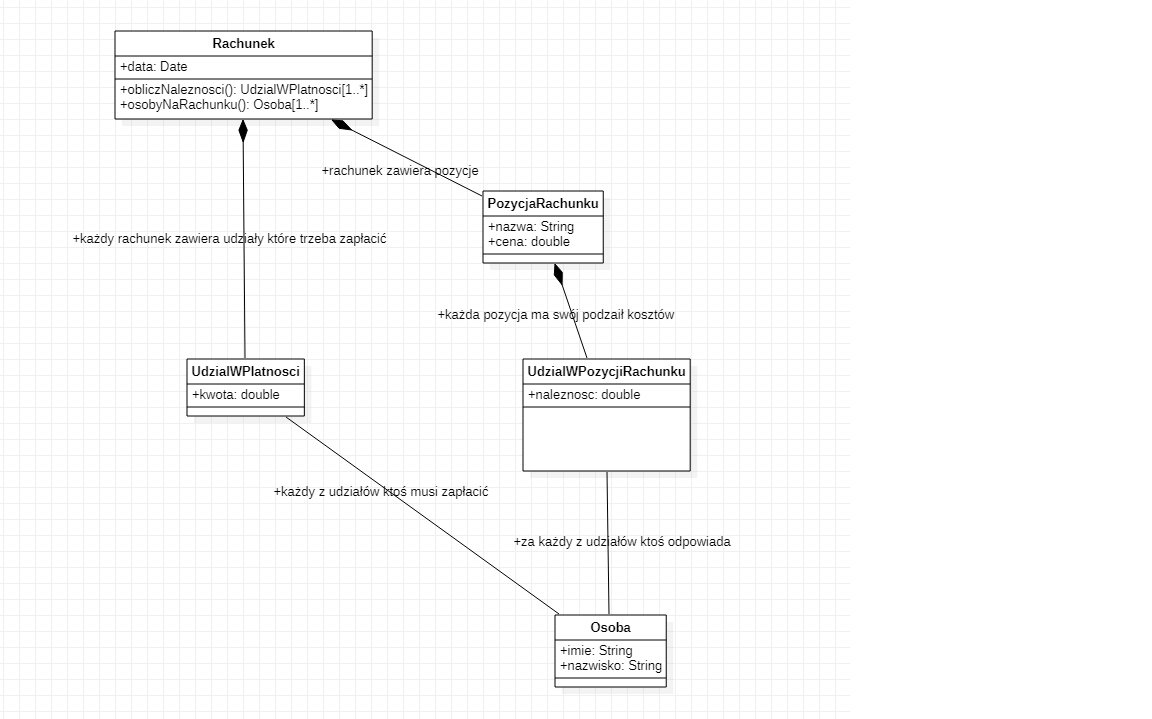 Rachunek
+data: Date
+obliczNaleznosci(): UdzialWPlatnosci[1..*]
+osobyNaRachunku(): Osoba[1..*]
+rachunek zawiera pozycje
PozycjaRachunku
+nazwa: String
+cena: double
+każdy rachunek zawiera udziały które trzeba zapłacić
+każda pozycja ma swój podzaił kosztów
UdzialWPlatnosci
+kwota: double
UdzialWPozycjiRachunku
+naleznosc: double
+każdy z udziałów ktoś musi zapłacić
+za każdy z udziałów ktoś odpowiada
Osoba
+imie: String
+nazwisko: String